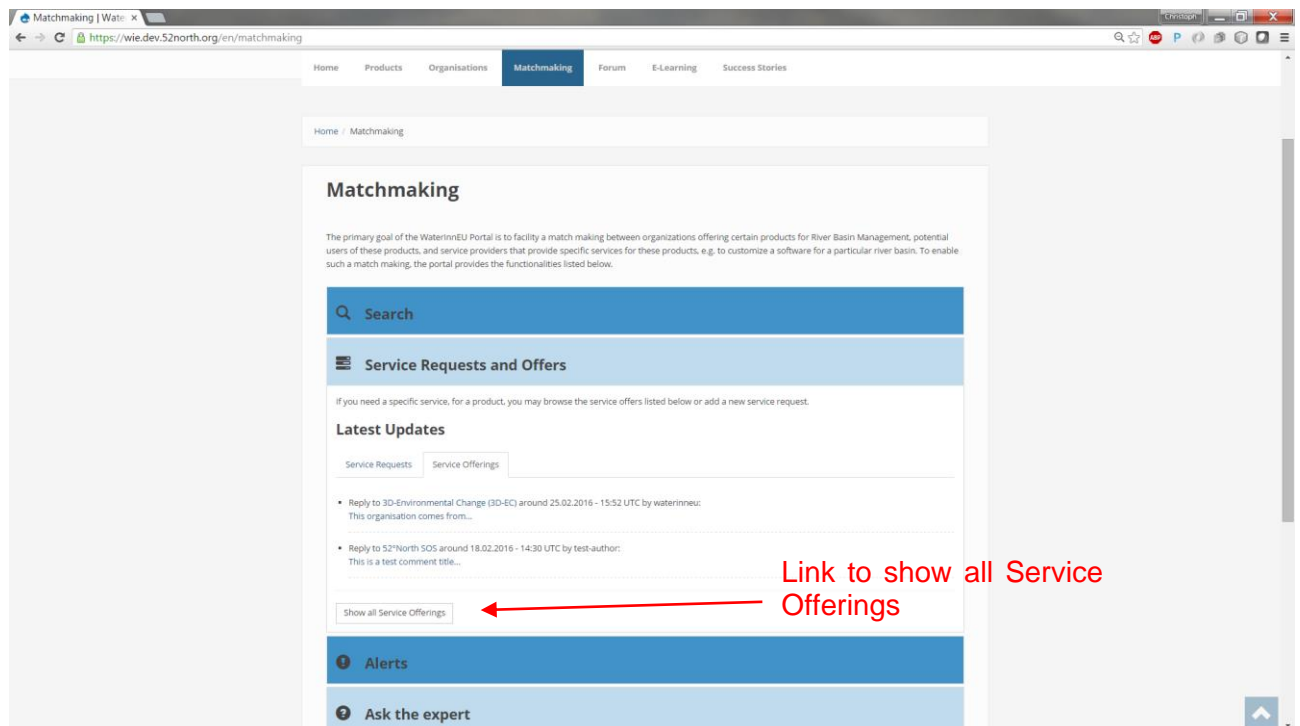 Matchmaking | Wate
Christoph
https://wie.dev.52north.org/en/matchmaking
ABP P
Home Products Organisations Matchmaking Forum E-Learning Success Stories
Home / Matchmaking
Matchmaking
The primary goal of the WaterInnEU Portal is to facility a match making between organizations offering certain products for River Basin Management, potential
users of these products, and service providers that provide specific services for these products, e.g. to customize a software for a particular river basin. To enable
such a match making, the portal provides the functionalities listed below.
Search
Service Requests and Offers
If you need a specific service, for a product, you may browse the service offers listed below or add a new service request.
Latest Updates
Service Requests Service Offerings
Reply to 3D-Environmental Change (3D-EC) around 25.02.2016 - 15:52 UTC by waterinneu:
This organisation comes from...
Reply to 52°North SOS around 18.02.2016 - 14:30 UTC by test-author:
This is a test comment title...
Link to show all Service
Offerings
Show all Service Offerings
Alerts
Ask the expert